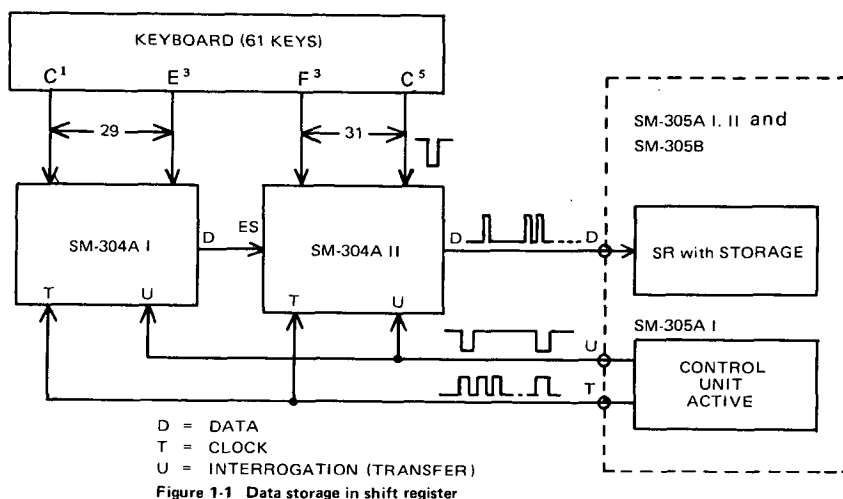 KEYBOARD (61 KEYS)
C¹ E³ F³ C⁵
29 31
SM-305A I. II and
SM-305B
SM-304A I
D
ES
SM-304A II
D
D
SR with STORAGE
T U
T U
SM-305A I
U
T
CONTROL
UNIT
ACTIVE
D = DATA
T = CLOCK
U = INTERROGATION (TRANSFER)
Figure 1-1 Data storage in shift register